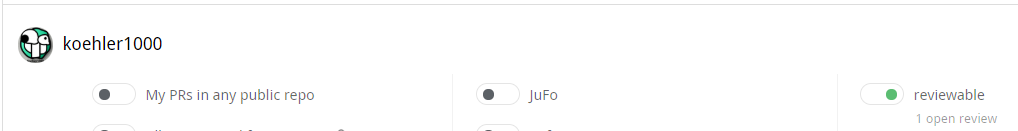 koehler1000
My PRs in any public repo
JuFo
reviewable
1 open review